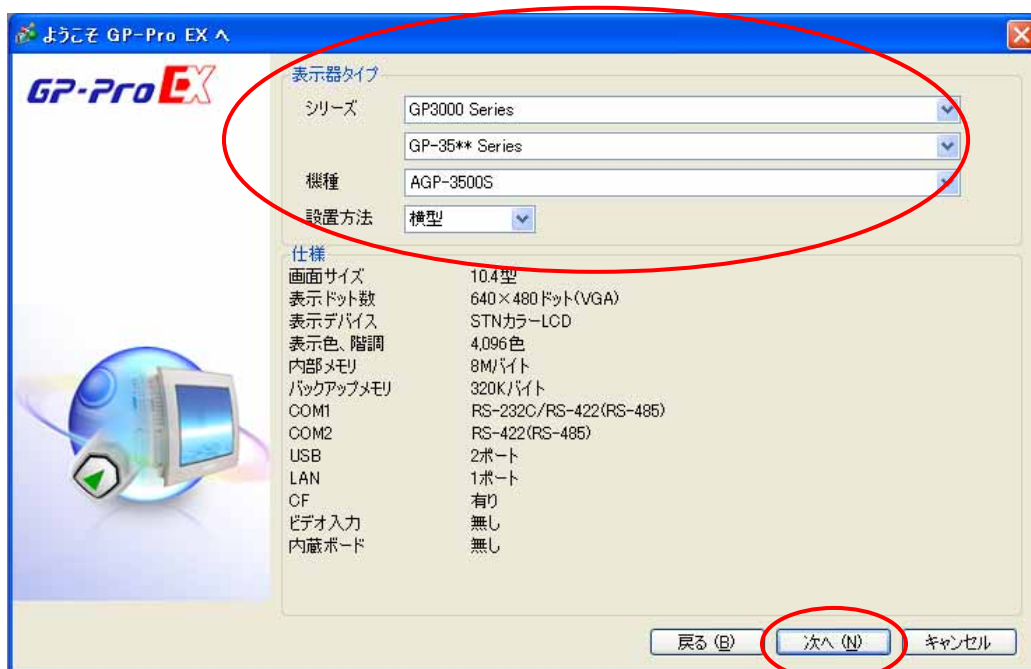 ようこそ GP-Pro EX へ
GP-Pro EX
表示器タイプ
シリーズ GP3000 Series
GP-35** Series
機種 AGP-3500S
設置方法 横型
仕様
画面サイズ 10.4型
表示ドット数 640×480ドット(VGA)
表示デバイス STNカラーLCD
表示色、階調 4,096色
内部メモリ 8Mバイト
バックアップメモリ 320Kバイト
COM1 RS-232C/RS-422(RS-485)
COM2 RS-422(RS-485)
USB 2ポート
LAN 1ポート
CF 有り
ビデオ入力 無し
内蔵ボード 無し
戻る (B) 次へ (N) キャンセル